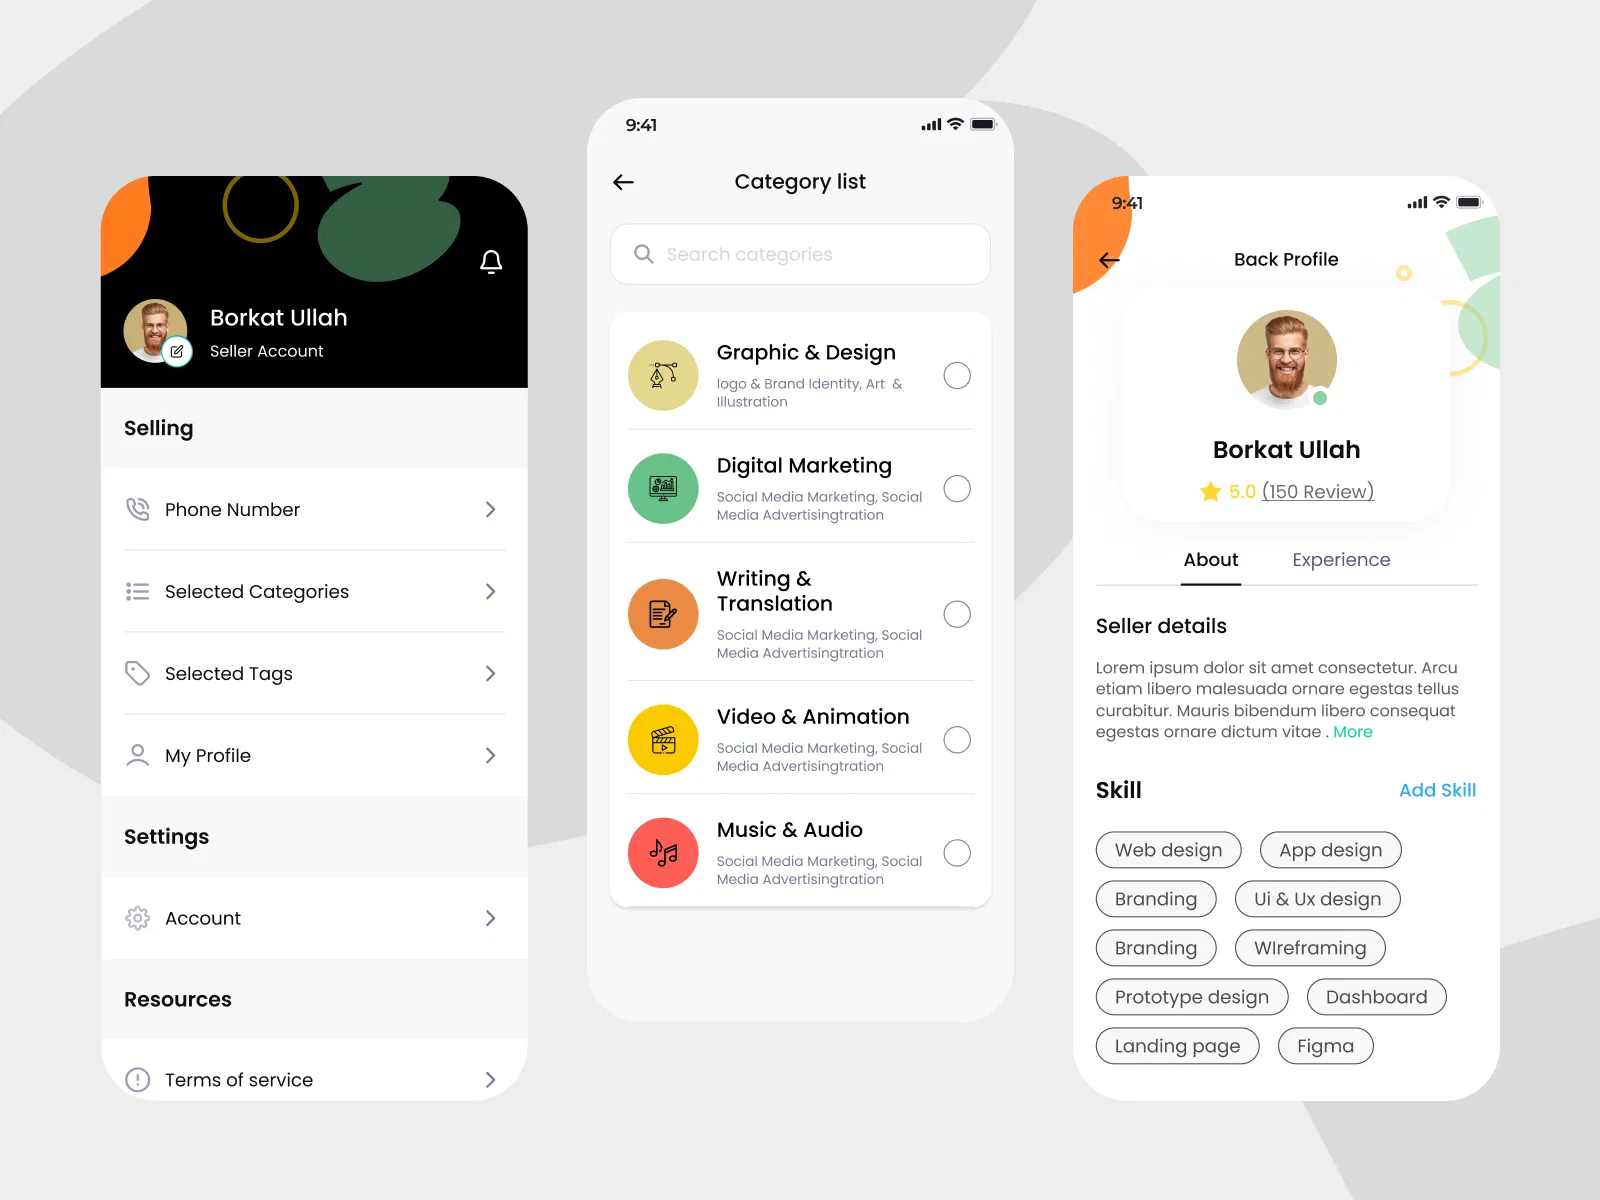 Borkat Ullah
Seller Account
Selling
Phone Number
Selected Categories
Selected Tags
My Profile
Settings
Account
Resources
Terms of service
9:41
Category list
Search categories
Graphic & Design
logo & Brand Identity, Art &
Illustration
Digital Marketing
Social Media Marketing, Social
Media Advertisingtration
Writing &
Translation
Social Media Marketing, Social
Media Advertisingtration
Video & Animation
Social Media Marketing, Social
Media Advertisingtration
Music & Audio
Social Media Marketing, Social
Media Advertisingtration
9:41
Back Profile
Borkat Ullah
5.0 (150 Review)
About Experience
Seller details
Lorem ipsum dolor sit amet consectetur. Arcu
etiam libero malesuada ornare egestas tellus
curabitur. Mauris bibendum libero consequat
egestas ornare dictum vitae . More
Skill Add Skill
Web design App design
Branding Ui & Ux design
Branding WIreframing
Prototype design Dashboard
Landing page Figma